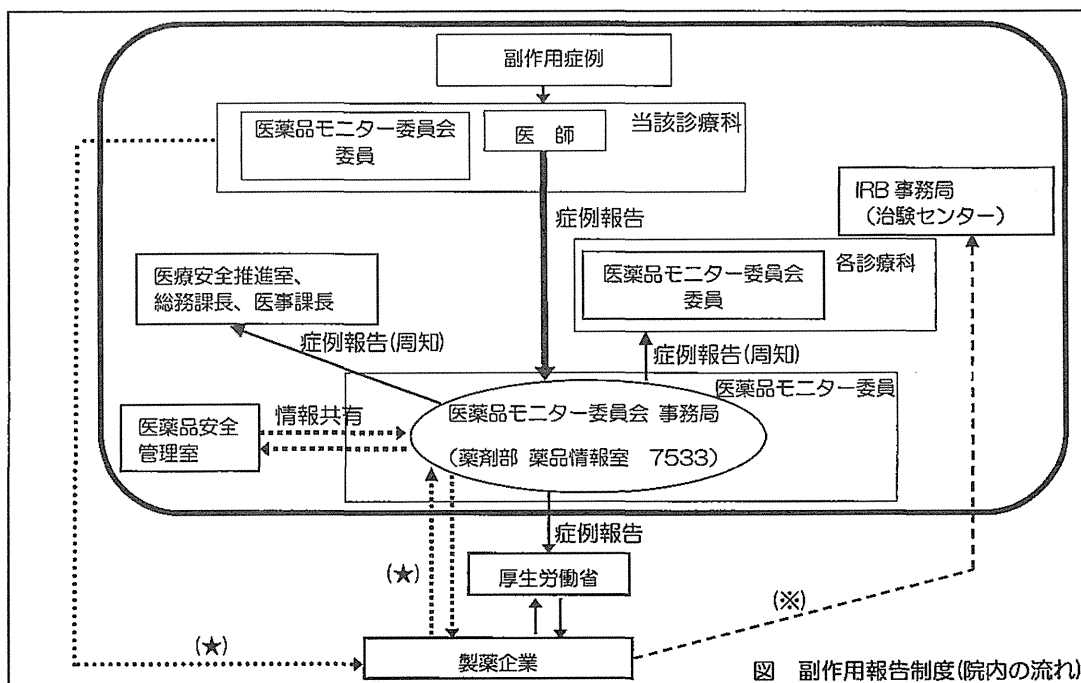 副作用症例
医薬品モニター委員会
委員
医　師
当該診療科
症例報告
IRB 事務局
（治験センター）
医薬品モニター委員会
委員
各診療科
医療安全推進室、
総務課長、医事課長
症例報告(周知)
症例報告(周知)
医薬品モニター委員
医薬品モニター委員会 事務局
（薬剤部 薬品情報室　7533）
情報共有
医薬品安全
管理室
症例報告
厚生労働省
(★)
(★)
(※)
製薬企業
図　副作用報告制度(院内の流れ)